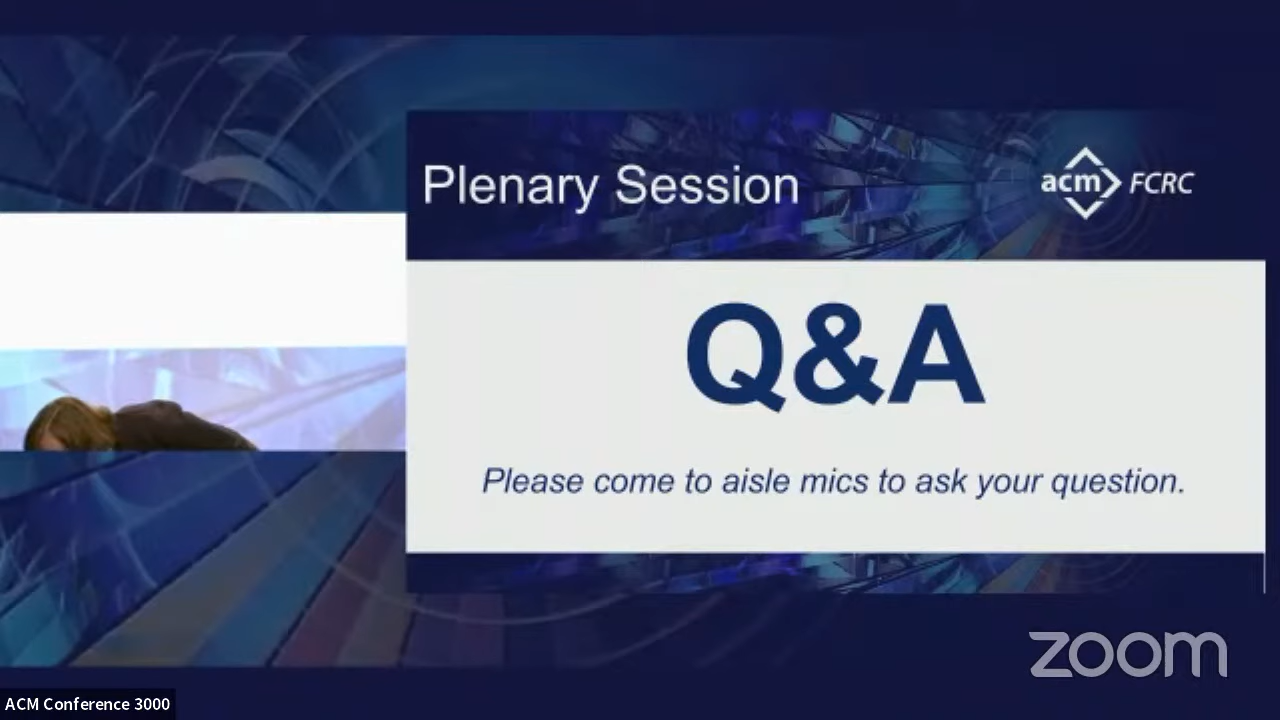 Plenary Session
acm FCRC
Q&A
Please come to aisle mics to ask your question.
zoom
ACM Conference 3000